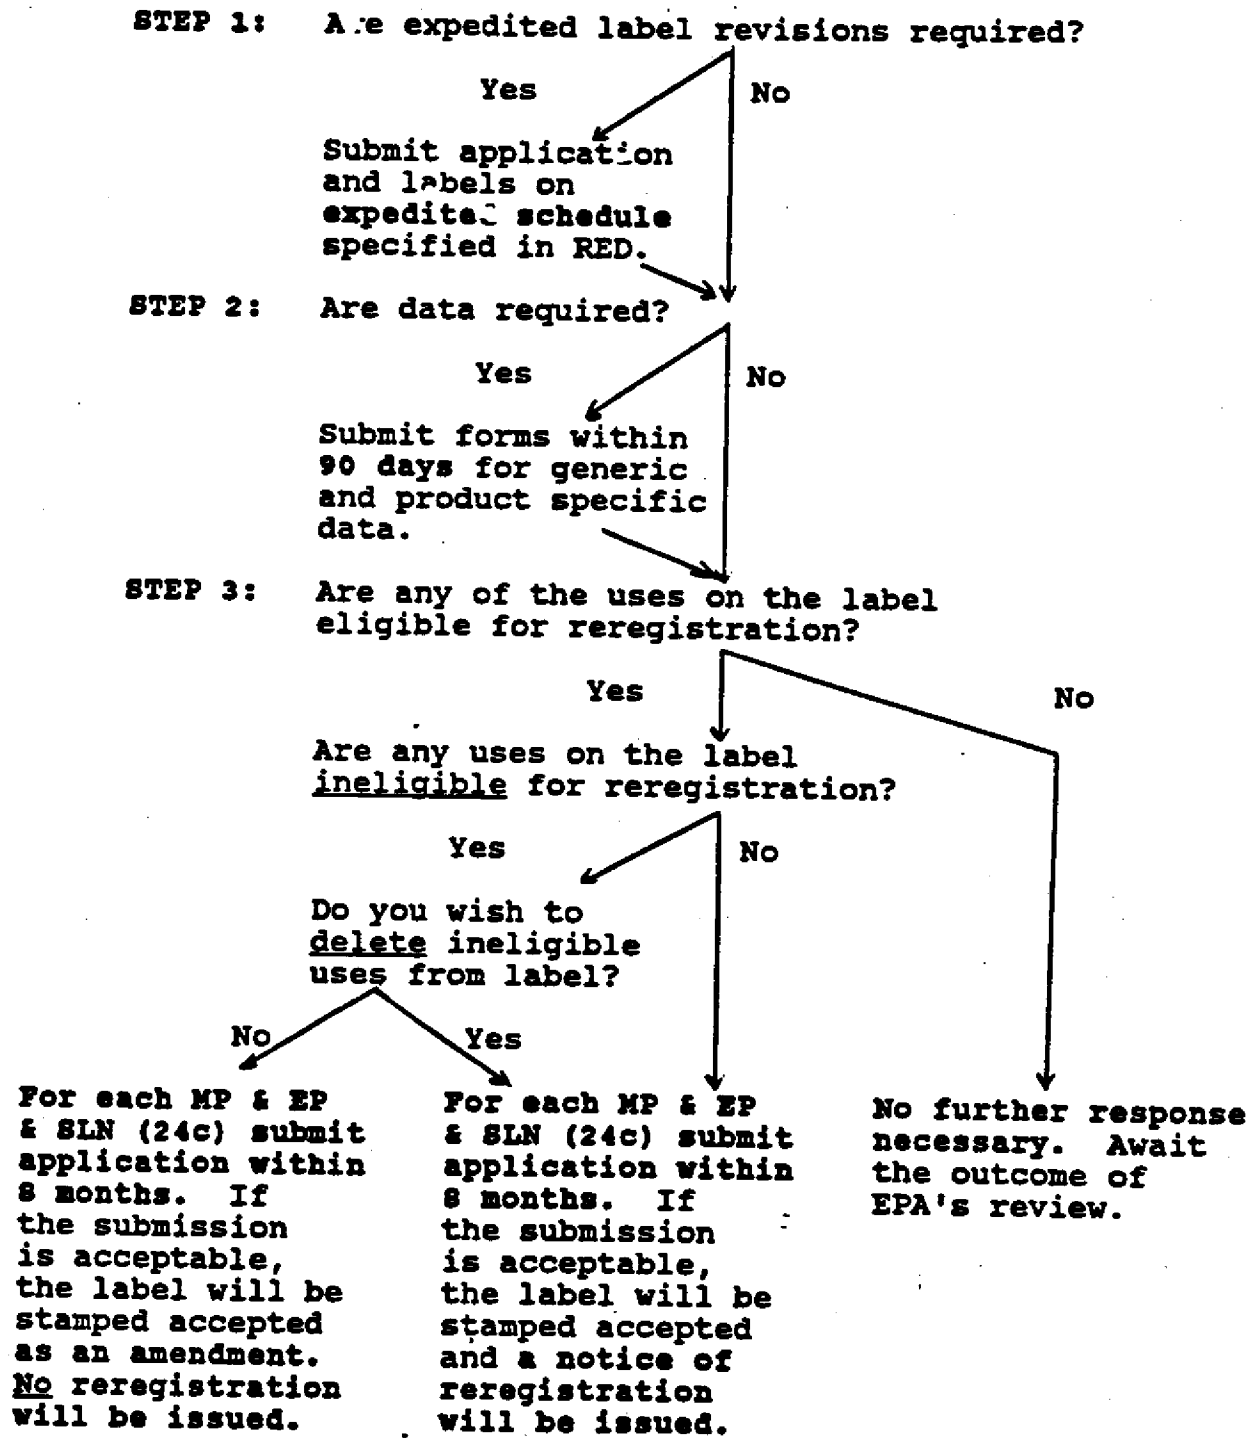 STEP 1: Are expedited label revisions required?
Yes No
Submit application
and labels on
expedited schedule
specified in RED.
STEP 2: Are data required?
Yes No
Submit forms within
90 days for generic
and product specific
data.
STEP 3: Are any of the uses on the label
eligible for reregistration?
Yes No
Are any uses on the label
ineligible for reregistration?
Yes No
Do you wish to
delete ineligible
uses from label?
No Yes
For each MP & EP
& SLN (24c) submit
application within
8 months. If
the submission
is acceptable,
the label will be
stamped accepted
as an amendment.
No reregistration
will be issued.
For each MP & EP
& SLN (24c) submit
application within
8 months. If
the submission
is acceptable,
the label will be
stamped accepted
and a notice of
reregistration
will be issued.
No further response
necessary. Await
the outcome of
EPA's review.